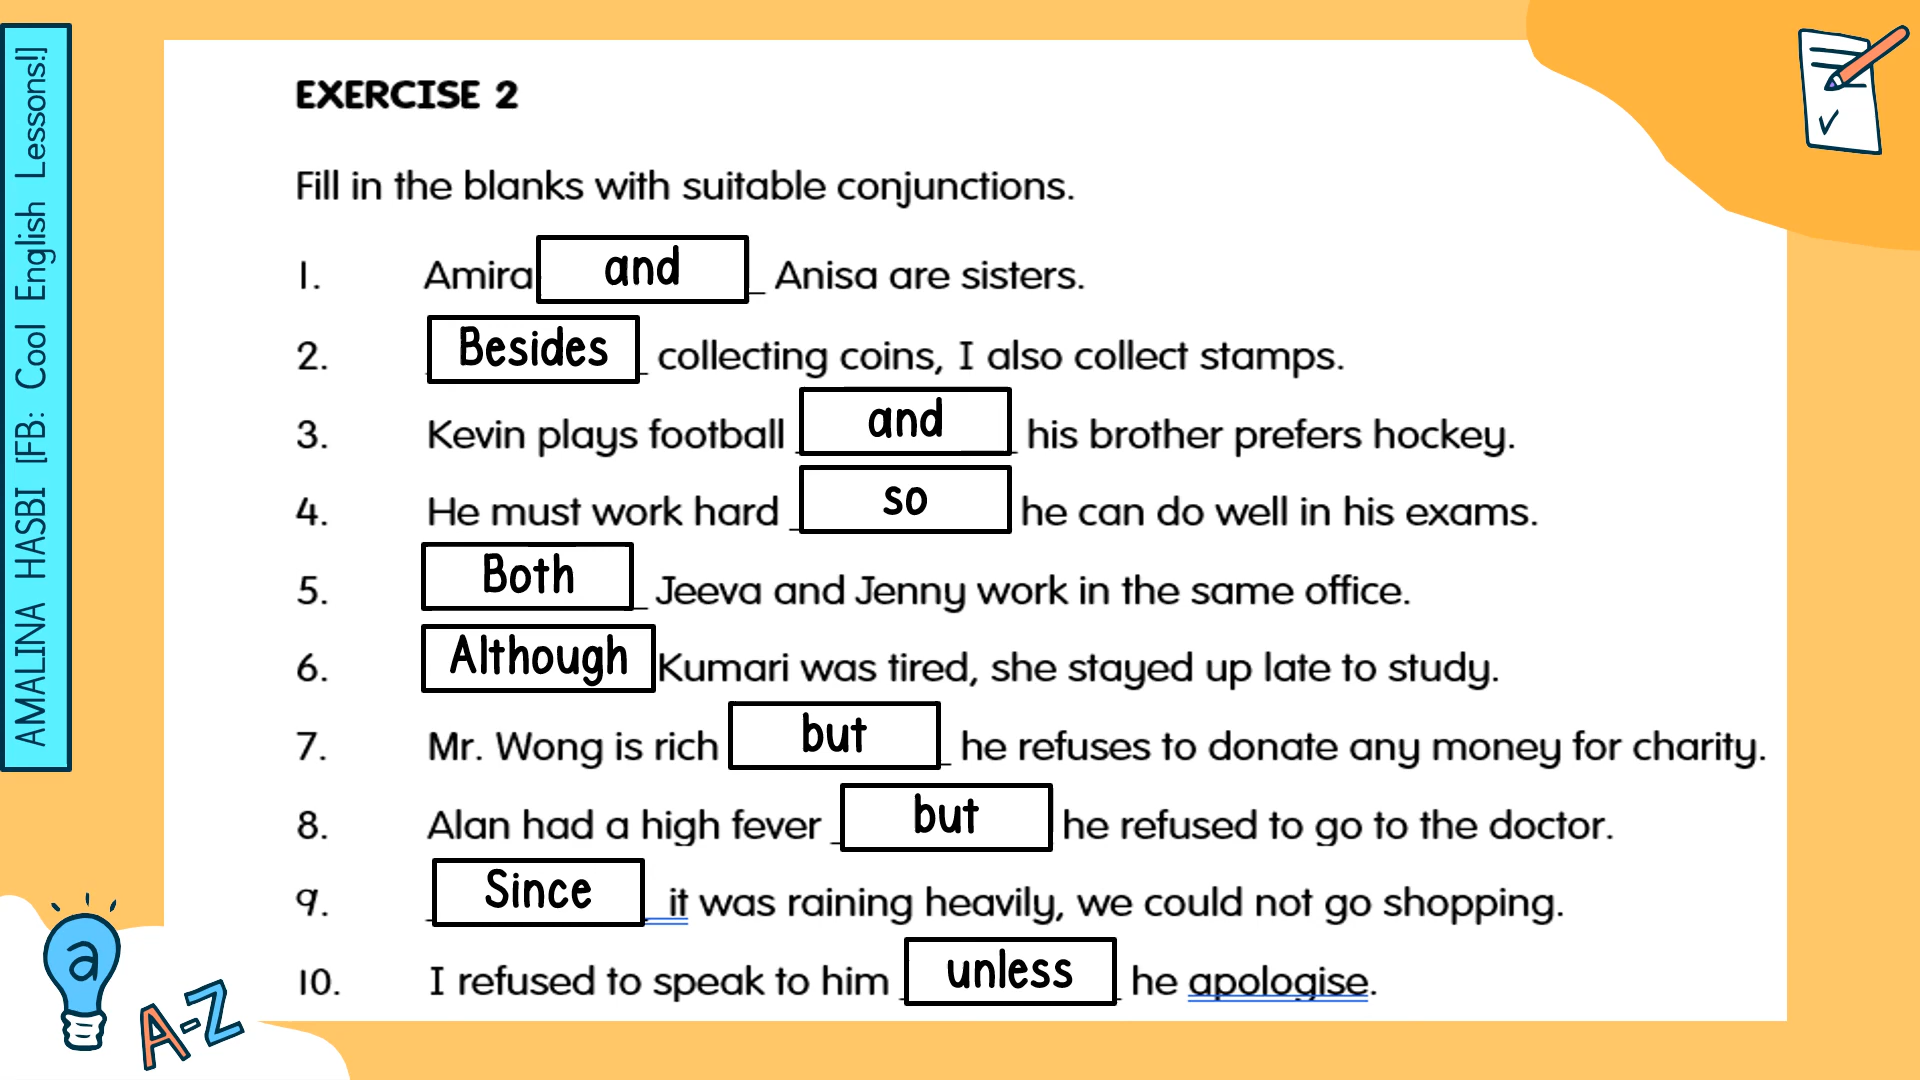 EXERCISE 2
Fill in the blanks with suitable conjunctions.
1. Amira and Anisa are sisters.
2. Besides collecting coins, I also collect stamps.
3. Kevin plays football and his brother prefers hockey.
4. He must work hard so he can do well in his exams.
5. Both Jeeva and Jenny work in the same office.
6. Although Kumari was tired, she stayed up late to study.
7. Mr. Wong is rich but he refuses to donate any money for charity.
8. Alan had a high fever but he refused to go to the doctor.
9. Since it was raining heavily, we could not go shopping.
10. I refused to speak to him unless he apologise.
AMALINA HASBI [FB: Cool English Lessons!]
a
A-Z